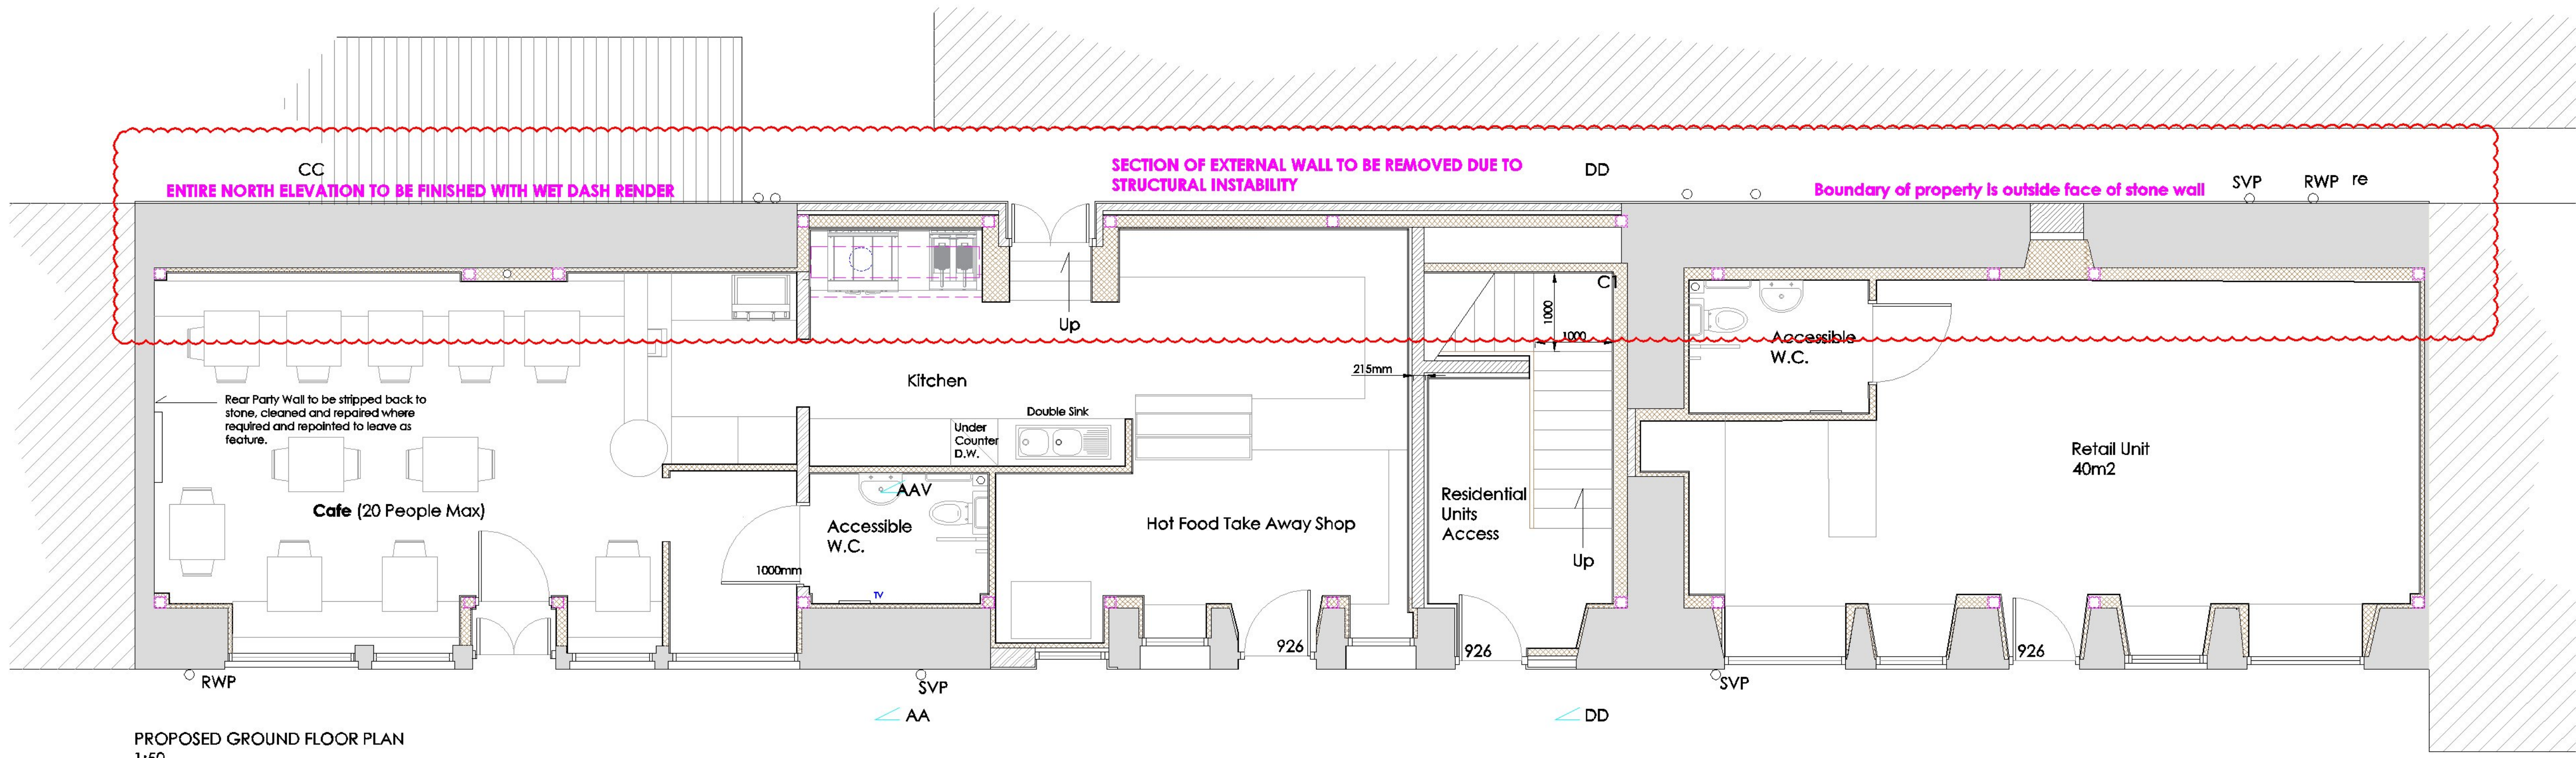 CC
ENTIRE NORTH ELEVATION TO BE FINISHED WITH WET DASH RENDER
SECTION OF EXTERNAL WALL TO BE REMOVED DUE TO
STRUCTURAL INSTABILITY
DD
Boundary of property is outside face of stone wall
SVP
RWP
re
Up
C1
1000
1000
Accessible
W.C.
215mm
Kitchen
Rear Party Wall to be stripped back to
stone, cleaned and repaired where
required and repointed to leave as
feature.
Double Sink
Under
Counter
D.W.
Retail Unit
40m2
Cafe (20 People Max)
AAV
Accessible
W.C.
Hot Food Take Away Shop
Residential
Units
Access
Up
1000mm
TV
926
926
926
RWP
SVP
SVP
AA
DD
PROPOSED GROUND FLOOR PLAN
1:50